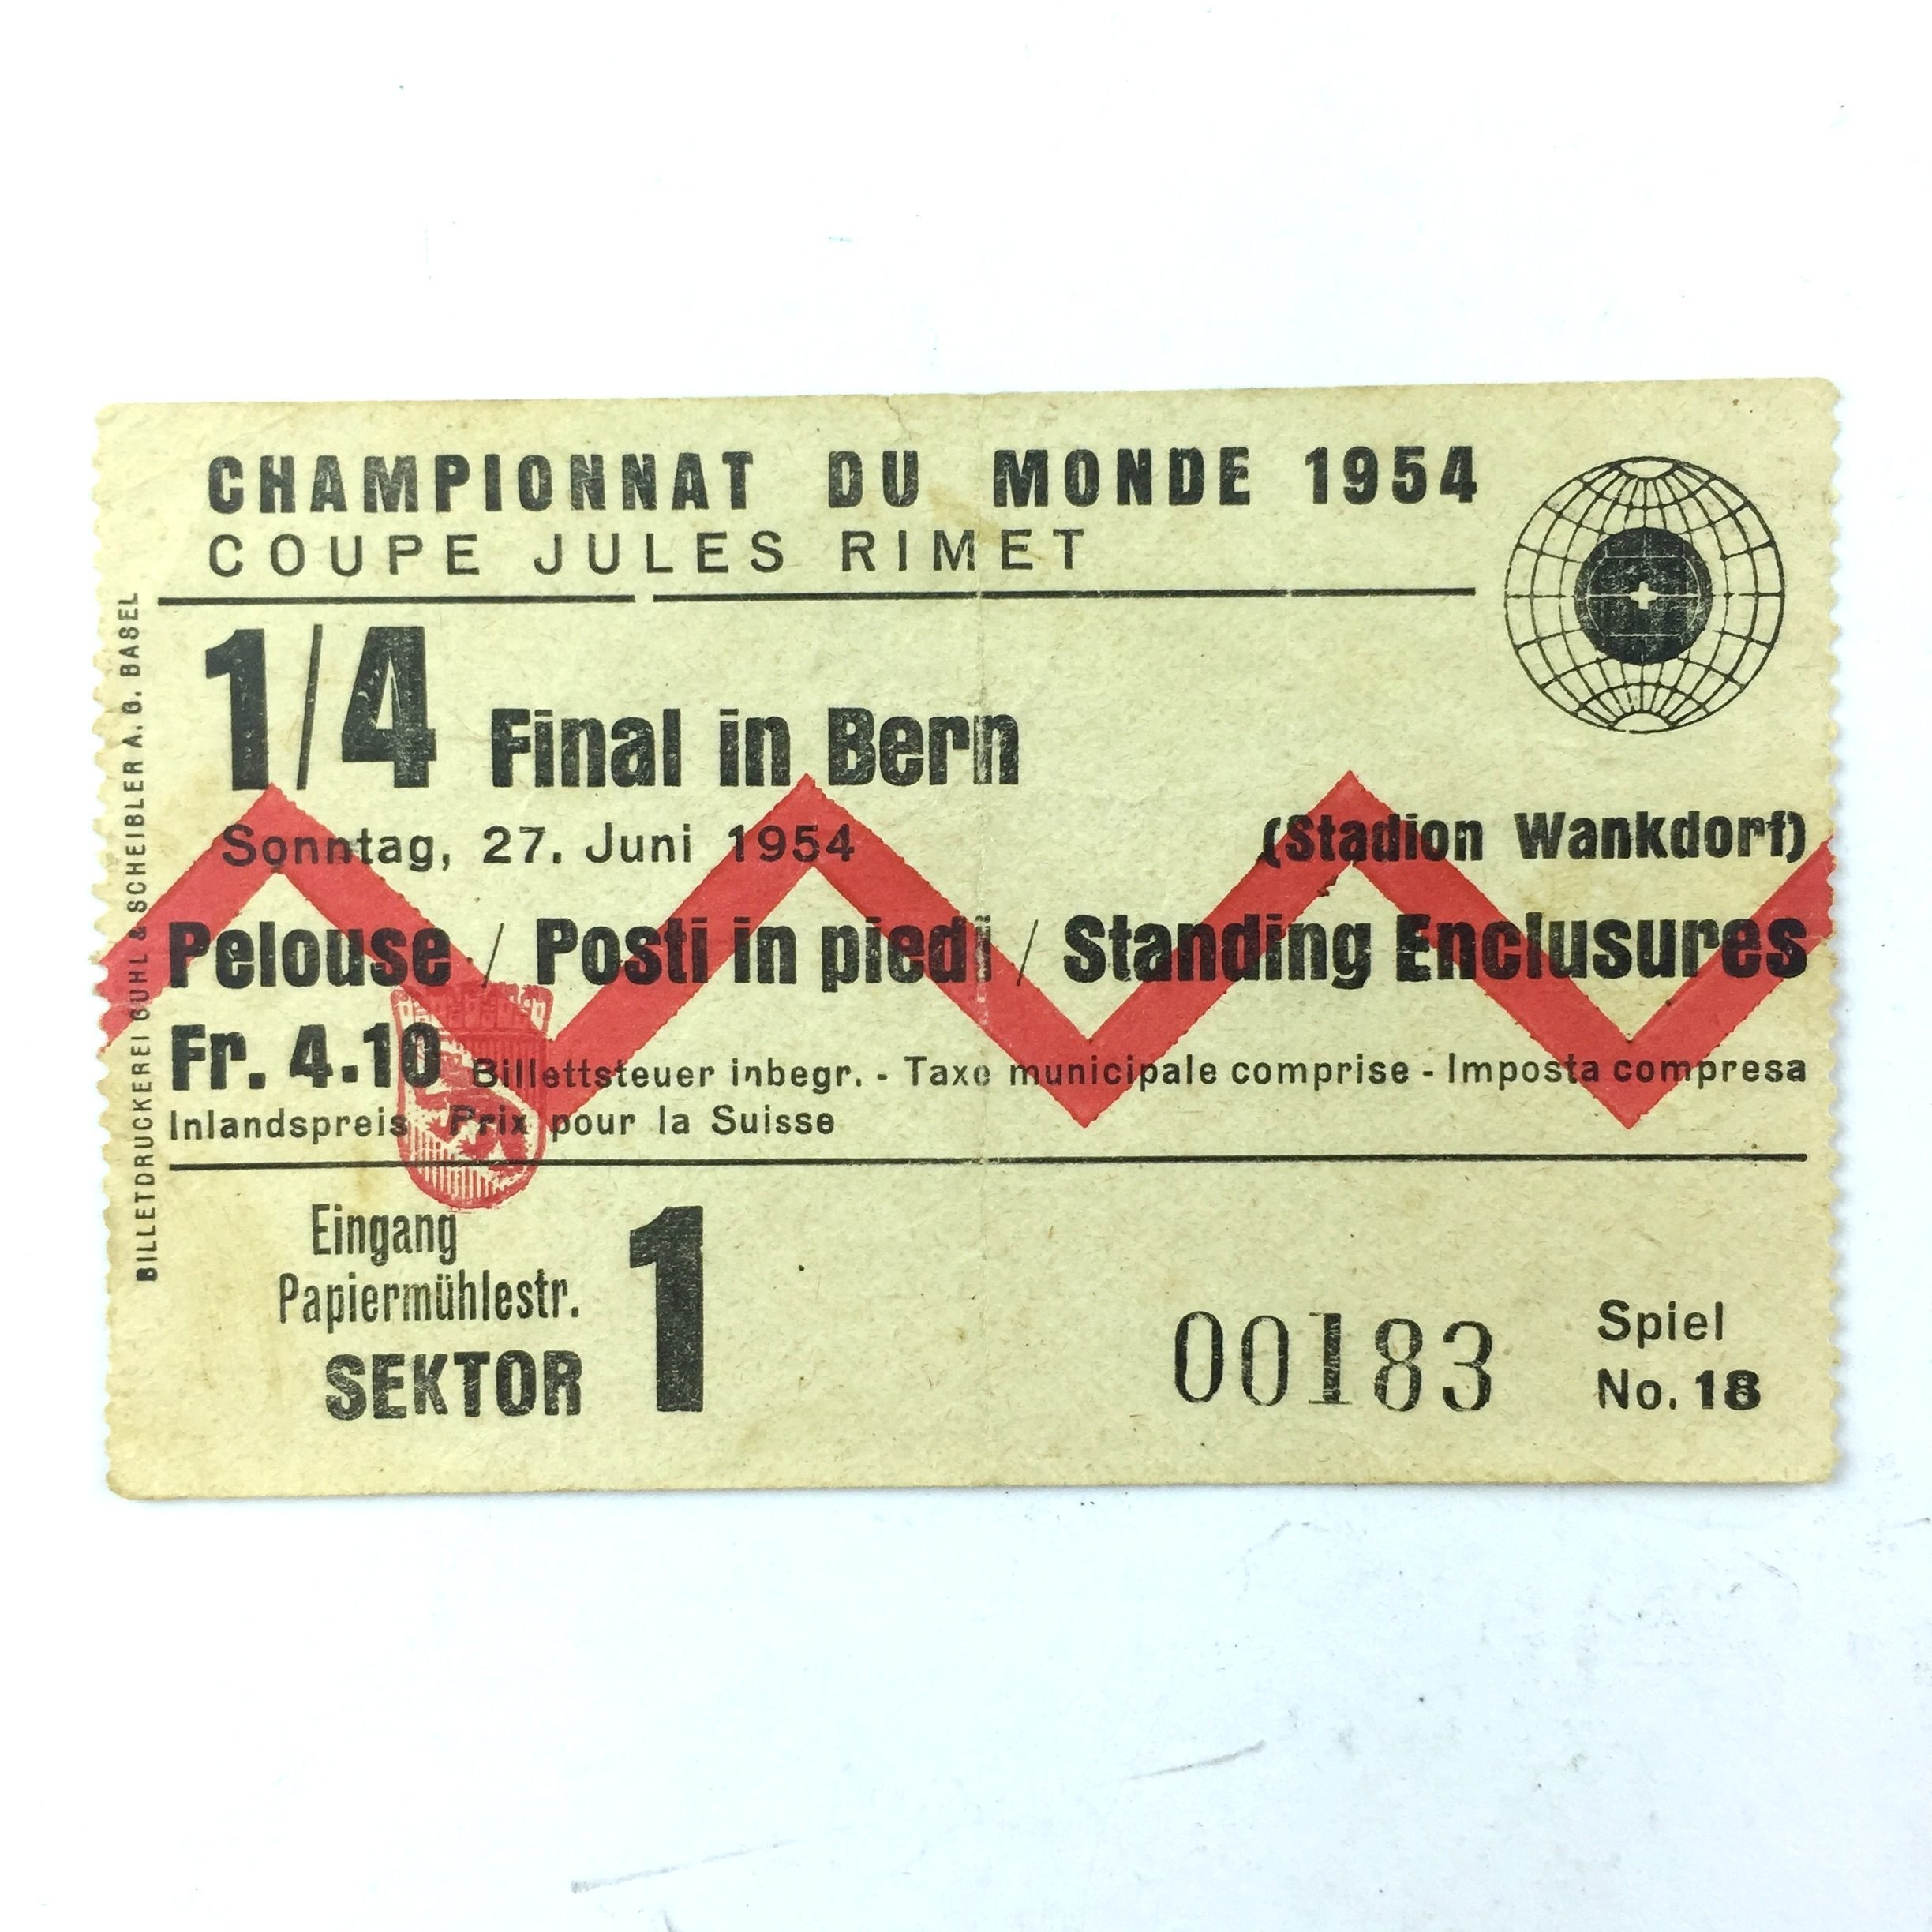 CHAMPIONNAT DU MONDE 1954
COUPE JULES RIMET
1/4 Final in Bern
Sonntag, 27. Juni 1954
(Stadion Wankdorf)
Pelouse / Posti in piedi / Standing Enclusures
Fr. 4.10 Billettsteuer inbegr. - Taxe municipale comprise - Imposta compresa
Inlandspreis Prix pour la Suisse
Eingang
Papiermühlestr.
SEKTOR 1
00183
Spiel
No. 18
BILLETDRUCKEREI GUHL & SCHEIBLER A.G. BASEL